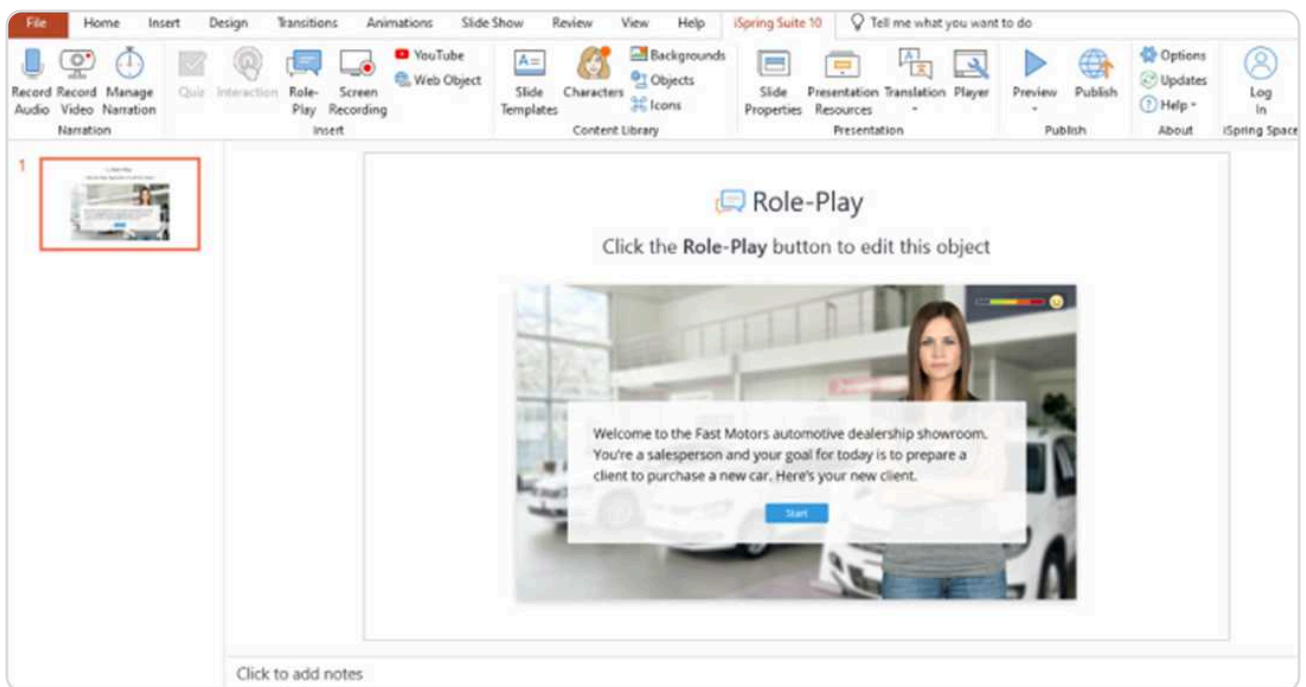 File Home Insert Design Transitions Animations Slide Show Review View Help iSpring Suite 10 Tell me what you want to do
Record Audio
Record Video
Manage Narration
Narration
Quiz
Interaction
Role-Play
Screen Recording
YouTube
Web Object
Insert
Slide Templates
Characters
Backgrounds
Objects
Icons
Content Library
Slide Properties
Presentation Resources
Translation
Player
Presentation
Preview
Publish
Publish
Options
Updates
Help
About
Log In
iSpring Space
1
Role-Play
Click the Role-Play button to edit this object
Welcome to the Fast Motors automotive dealership showroom.
You're a salesperson and your goal for today is to prepare a
client to purchase a new car. Here's your new client.
Start
Click to add notes